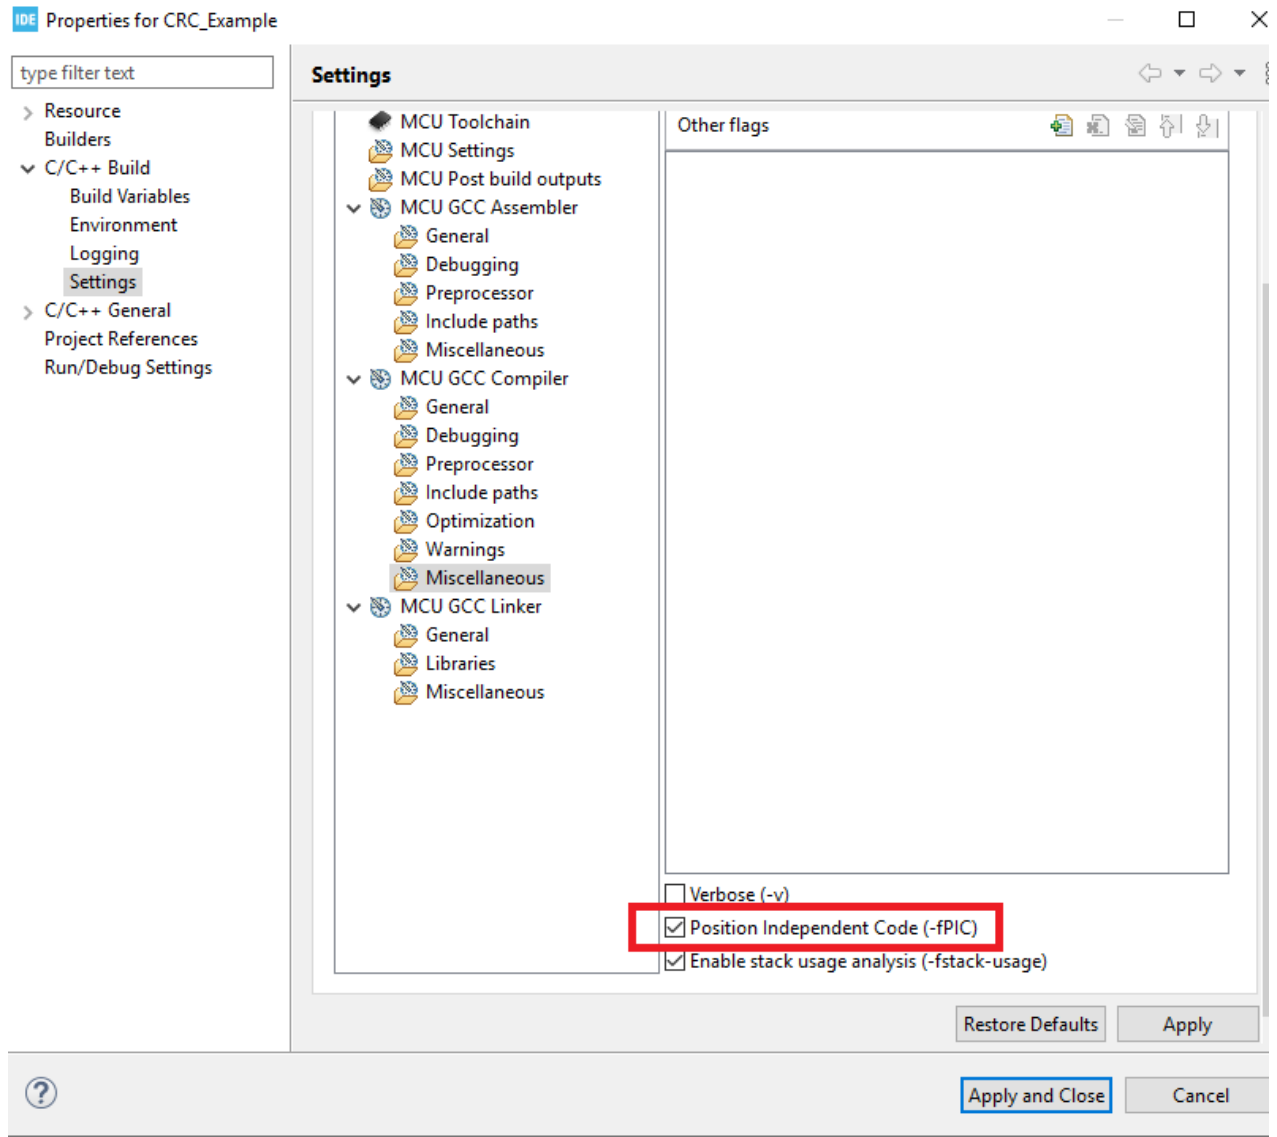 IDE Properties for CRC_Example
type filter text
Settings
Resource
Builders
C/C++ Build
Build Variables
Environment
Logging
Settings
C/C++ General
Project References
Run/Debug Settings
MCU Toolchain
MCU Settings
MCU Post build outputs
MCU GCC Assembler
General
Debugging
Preprocessor
Include paths
Miscellaneous
MCU GCC Compiler
General
Debugging
Preprocessor
Include paths
Optimization
Warnings
Miscellaneous
MCU GCC Linker
General
Libraries
Miscellaneous
Other flags
Verbose (-v)
Position Independent Code (-fPIC)
Enable stack usage analysis (-fstack-usage)
Restore Defaults
Apply
?
Apply and Close
Cancel